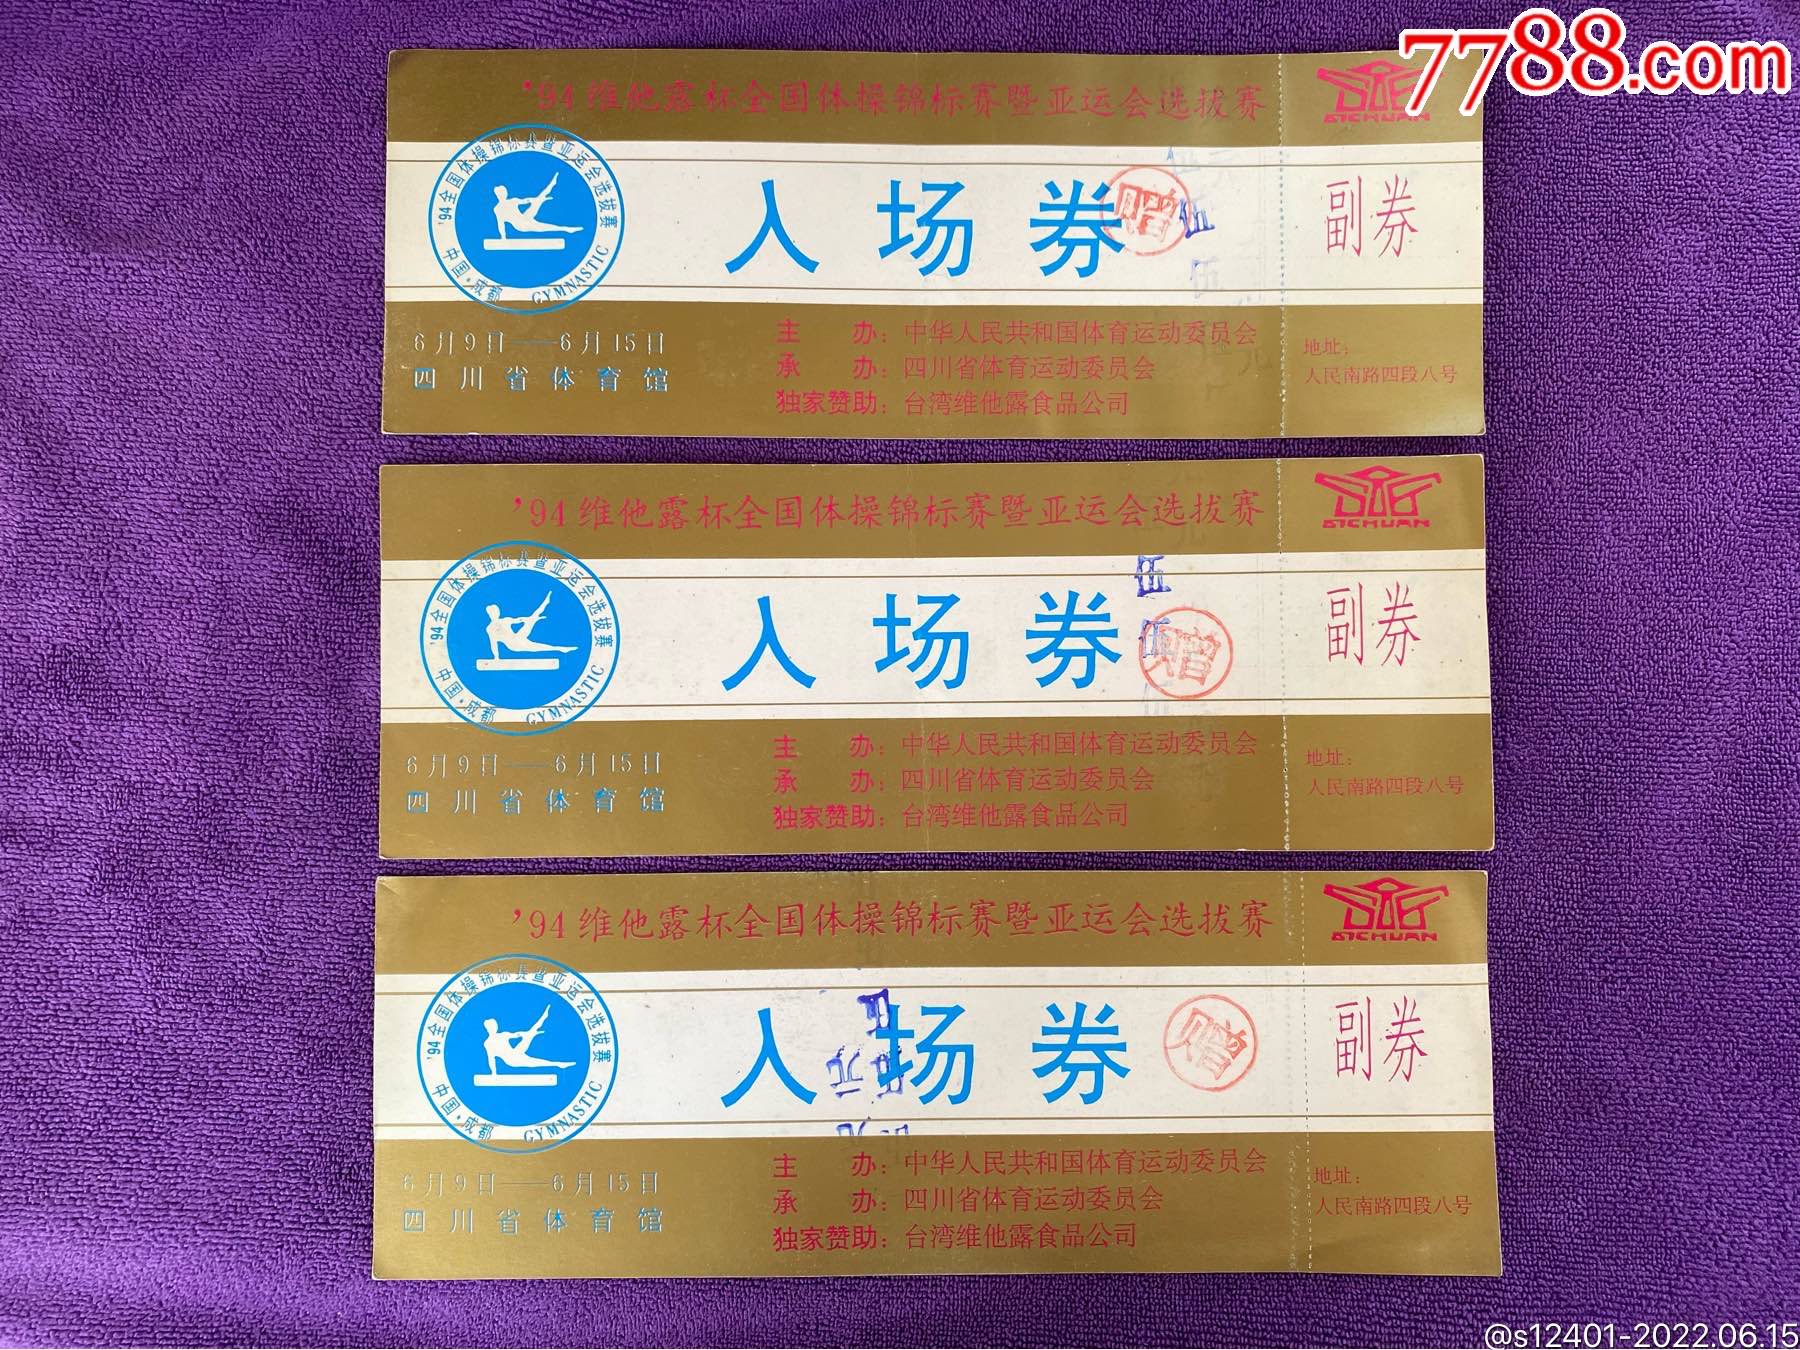 7788.com
'94维他露杯全国体操锦标赛暨亚运会选拔赛
SICHUAN
'94全国体操锦标赛暨亚运会选拔赛
中国·成都 GYMNASTIC
入场券
赠
伍
伍
副券
6月9日——6月15日
四川省体育馆
主办：中华人民共和国体育运动委员会
承办：四川省体育运动委员会
独家赞助：台湾维他露食品公司
地址：
人民南路四段八号
'94维他露杯全国体操锦标赛暨亚运会选拔赛
SICHUAN
'94全国体操锦标赛暨亚运会选拔赛
中国·成都 GYMNASTIC
入场券
伍
伍
赠
副券
6月9日——6月15日
四川省体育馆
主办：中华人民共和国体育运动委员会
承办：四川省体育运动委员会
独家赞助：台湾维他露食品公司
地址：
人民南路四段八号
'94维他露杯全国体操锦标赛暨亚运会选拔赛
SICHUAN
'94全国体操锦标赛暨亚运会选拔赛
中国·成都 GYMNASTIC
入场券
伍元
赠
副券
6月9日——6月15日
四川省体育馆
主办：中华人民共和国体育运动委员会
承办：四川省体育运动委员会
独家赞助：台湾维他露食品公司
地址：
人民南路四段八号
@s12401-2022.06.15